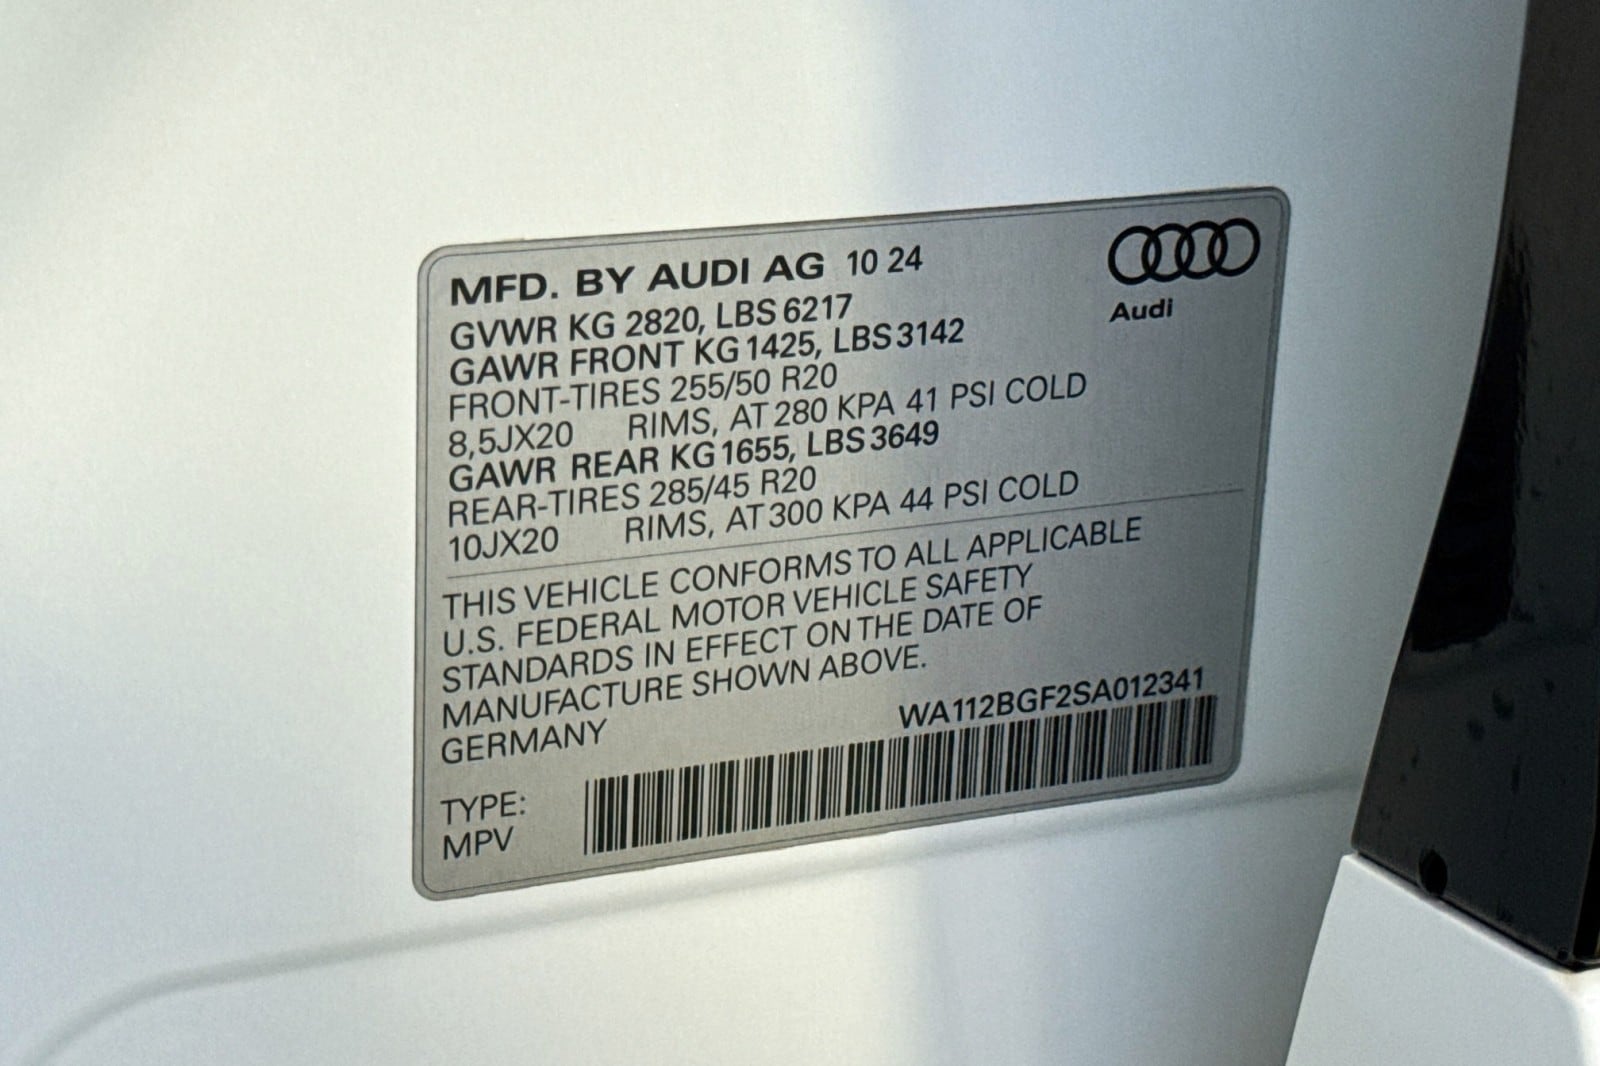 MFD. BY AUDI AG 10 24
Audi
GVWR KG 2820, LBS 6217
GAWR FRONT KG 1425, LBS 3142
FRONT-TIRES 255/50 R20
8,5JX20 RIMS, AT 280 KPA 41 PSI COLD
GAWR REAR KG 1655, LBS 3649
REAR-TIRES 285/45 R20
10JX20 RIMS, AT 300 KPA 44 PSI COLD
THIS VEHICLE CONFORMS TO ALL APPLICABLE
U.S. FEDERAL MOTOR VEHICLE SAFETY
STANDARDS IN EFFECT ON THE DATE OF
MANUFACTURE SHOWN ABOVE.
GERMANY
WA112BGF2SA012341
TYPE:
MPV